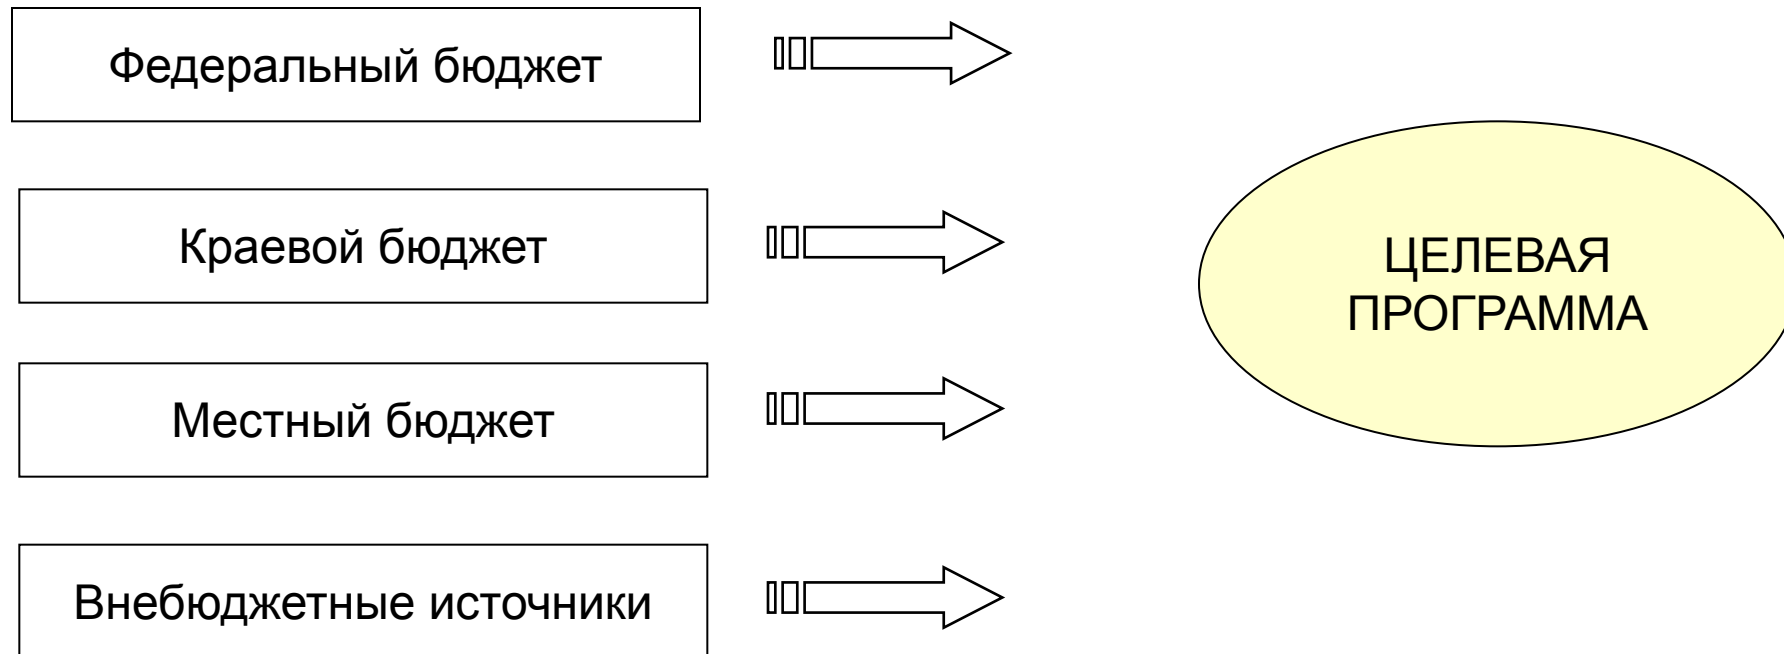 Федеральный бюджет
Краевой бюджет
Местный бюджет
Внебюджетные источники
ЦЕЛЕВАЯ
ПРОГРАММА